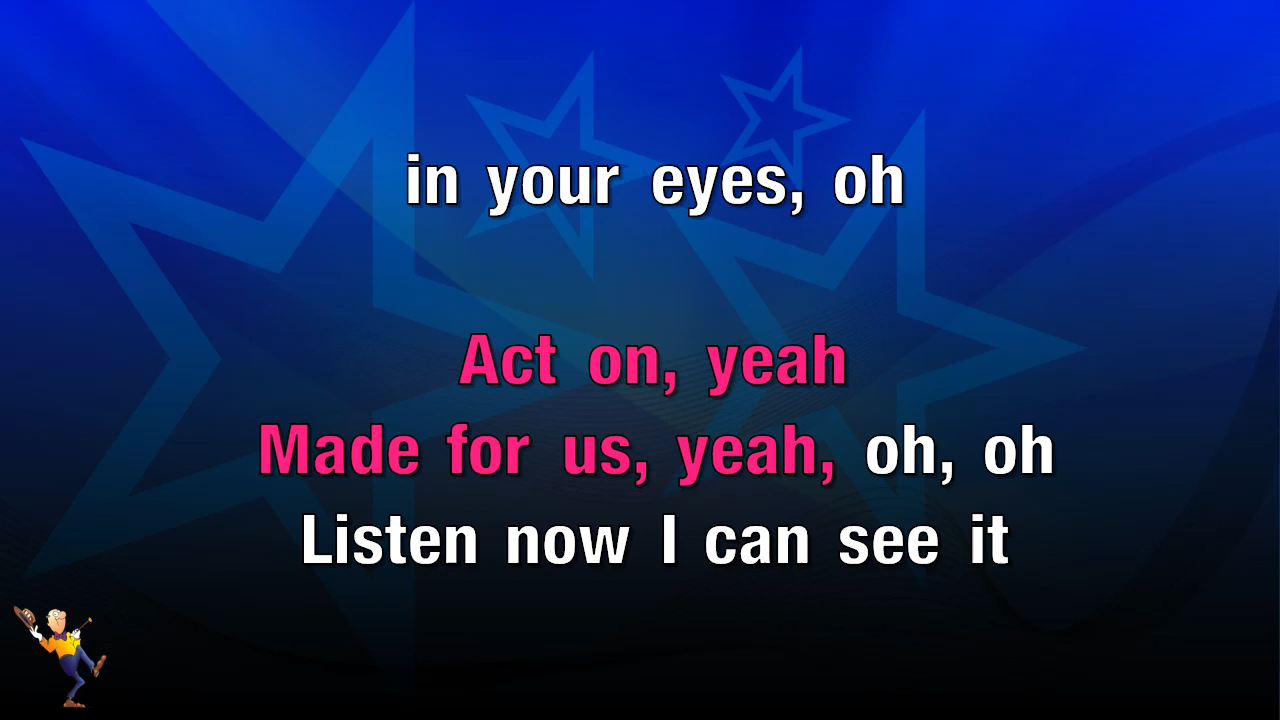 in your eyes, oh
Act on, yeah
Made for us, yeah, oh, oh
Listen now I can see it